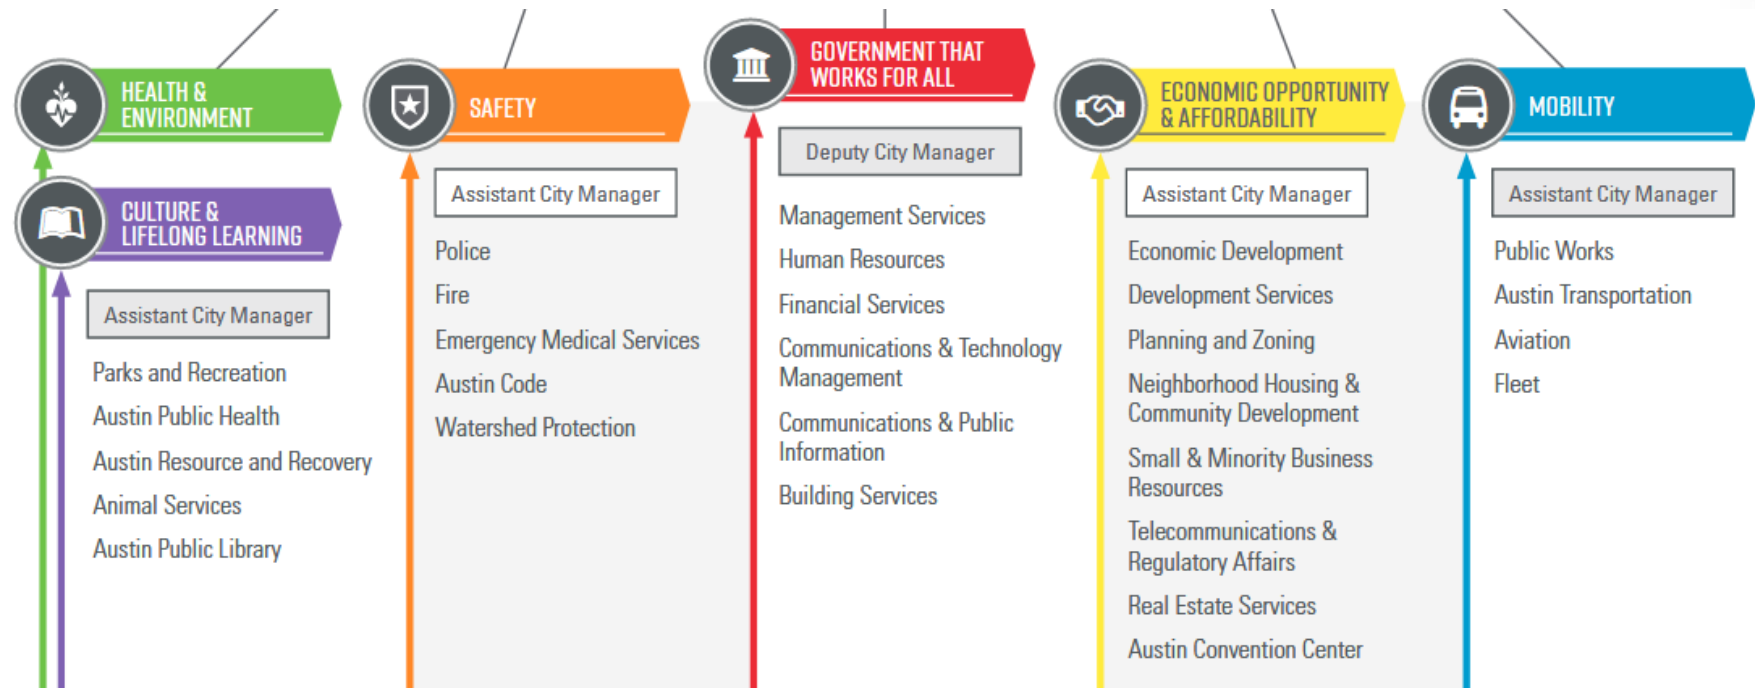 HEALTH &
ENVIRONMENT
CULTURE &
LIFELONG LEARNING
Assistant City Manager
Parks and Recreation
Austin Public Health
Austin Resource and Recovery
Animal Services
Austin Public Library
SAFETY
Assistant City Manager
Police
Fire
Emergency Medical Services
Austin Code
Watershed Protection
GOVERNMENT THAT
WORKS FOR ALL
Deputy City Manager
Management Services
Human Resources
Financial Services
Communications & Technology
Management
Communications & Public
Information
Building Services
ECONOMIC OPPORTUNITY
& AFFORDABILITY
Assistant City Manager
Economic Development
Development Services
Planning and Zoning
Neighborhood Housing &
Community Development
Small & Minority Business
Resources
Telecommunications &
Regulatory Affairs
Real Estate Services
Austin Convention Center
MOBILITY
Assistant City Manager
Public Works
Austin Transportation
Aviation
Fleet